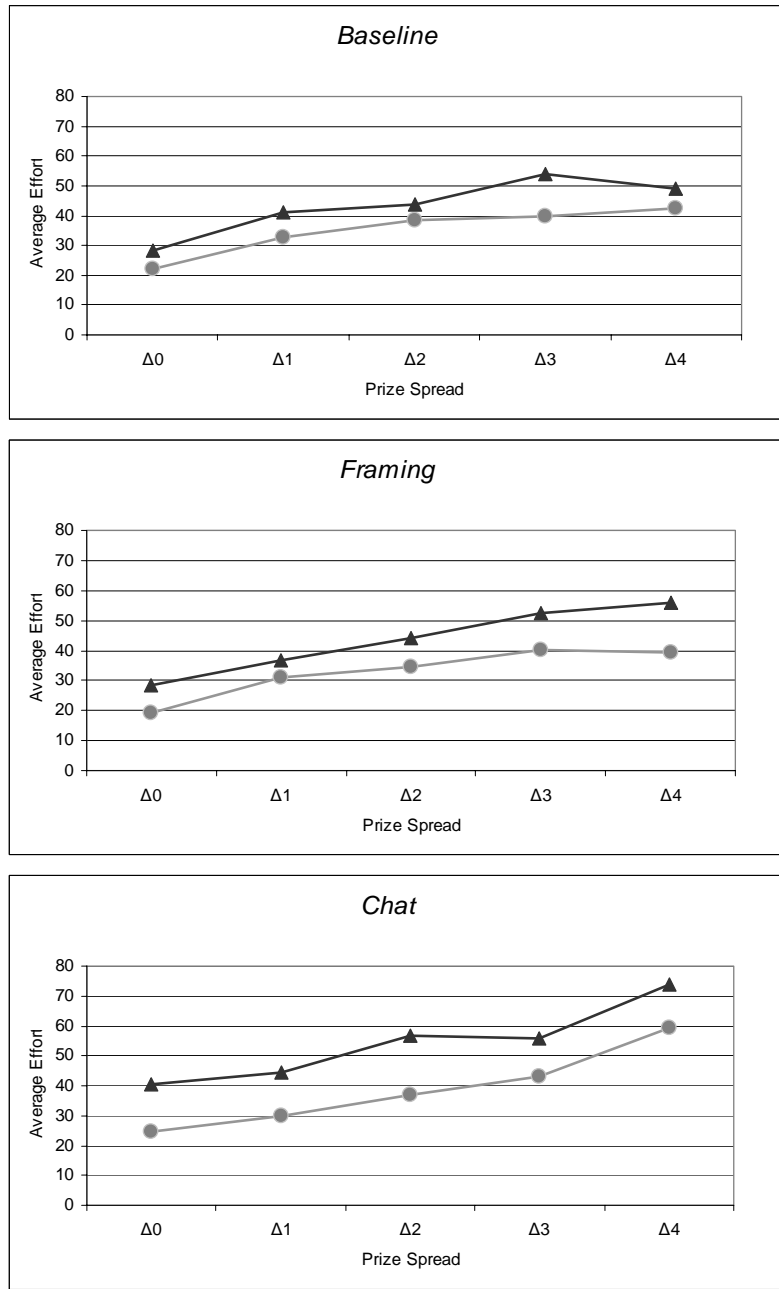 Baseline
80
70
60
50
40
30
20
10
0
Average Effort
Δ0 Δ1 Δ2 Δ3 Δ4
Prize Spread
Framing
80
70
60
50
40
30
20
10
0
Average Effort
Δ0 Δ1 Δ2 Δ3 Δ4
Prize Spread
Chat
80
70
60
50
40
30
20
10
0
Average Effort
Δ0 Δ1 Δ2 Δ3 Δ4
Prize Spread